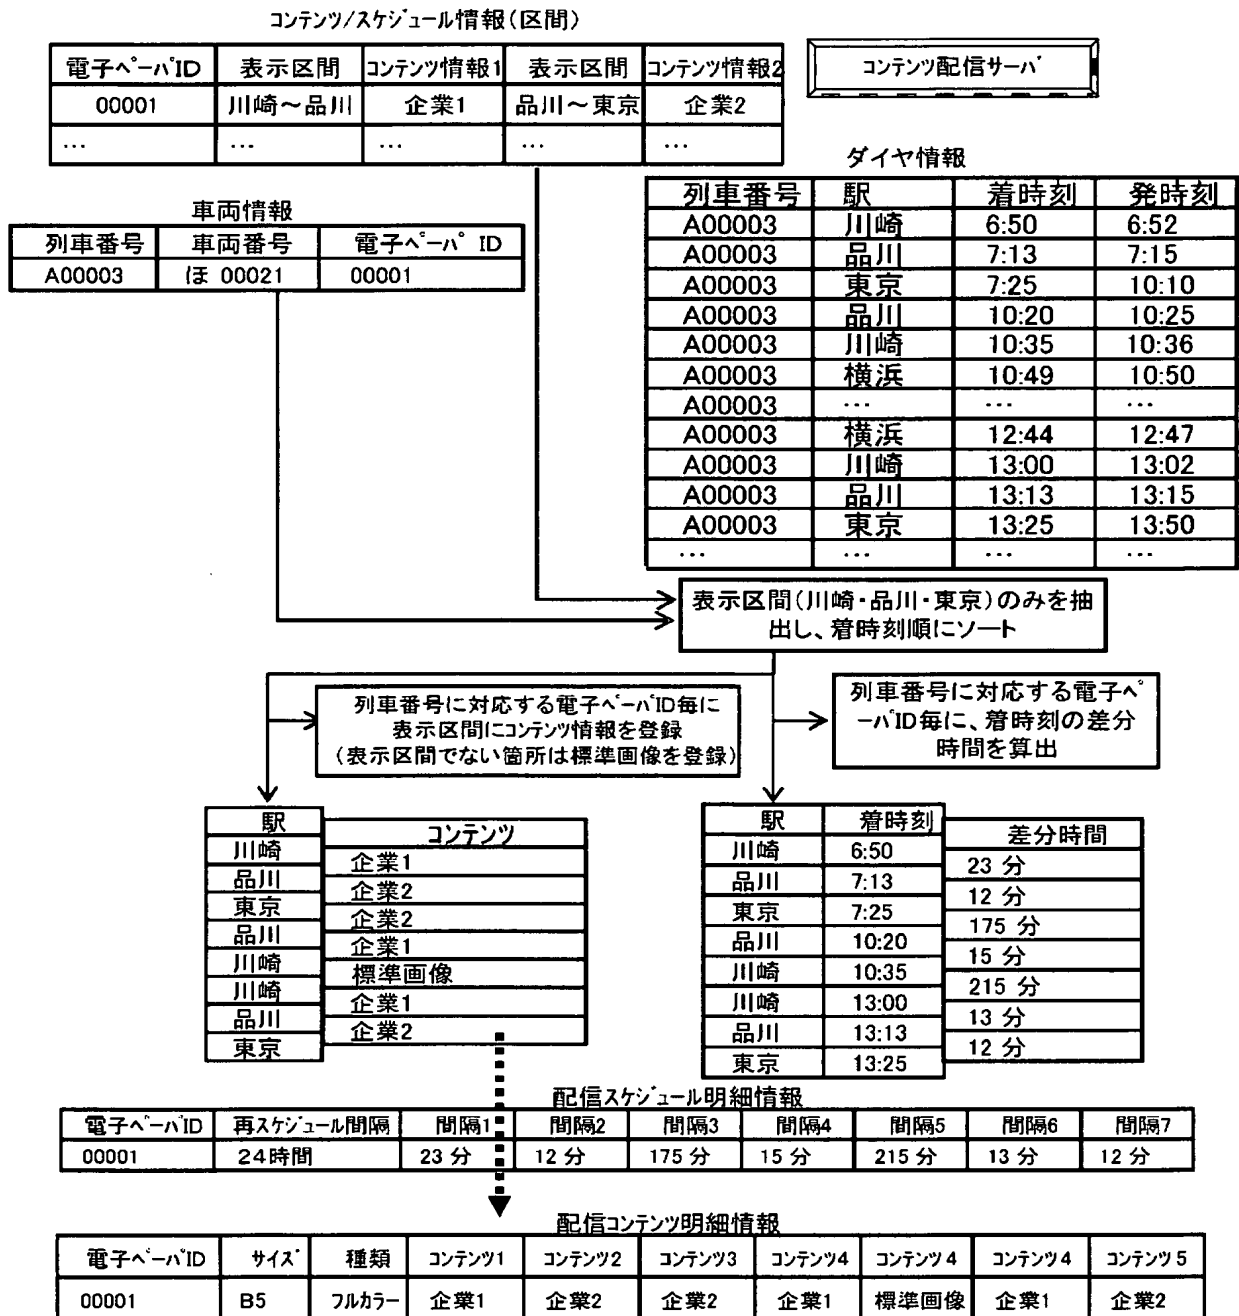 コンテンツ/スケジュール情報(区間)
電子ペーパID 表示区間 コンテンツ情報1 表示区間 コンテンツ情報2
00001 川崎～品川 企業1 品川～東京 企業2
… … … … …
コンテンツ配信サーバ
ダイヤ情報
列車番号 駅 着時刻 発時刻
A00003 川崎 6:50 6:52
A00003 品川 7:13 7:15
A00003 東京 7:25 10:10
A00003 品川 10:20 10:25
A00003 川崎 10:35 10:36
A00003 横浜 10:49 10:50
A00003 … … …
A00003 横浜 12:44 12:47
A00003 川崎 13:00 13:02
A00003 品川 13:13 13:15
A00003 東京 13:25 13:50
… … … …
車両情報
列車番号 車両番号 電子ペーパ ID
A00003 ほ 00021 00001
表示区間(川崎・品川・東京)のみを抽
出し、着時刻順にソート
列車番号に対応する電子ペーパID毎に
表示区間にコンテンツ情報を登録
(表示区間でない箇所は標準画像を登録)
列車番号に対応する電子ペ
ーパID毎に、着時刻の差分
時間を算出
駅
川崎
品川
東京
品川
川崎
川崎
品川
東京
コンテンツ
企業1
企業2
企業2
企業1
標準画像
企業1
企業2
駅 着時刻
川崎 6:50
品川 7:13
東京 7:25
品川 10:20
川崎 10:35
川崎 13:00
品川 13:13
東京 13:25
差分時間
23 分
12 分
175 分
15 分
215 分
13 分
12 分
配信スケジュール明細情報
電子ペーパID 再スケジュール間隔 間隔1 間隔2 間隔3 間隔4 間隔5 間隔6 間隔7
00001 24時間 23 分 12 分 175 分 15 分 215 分 13 分 12 分
配信コンテンツ明細情報
電子ペーパID サイズ 種類 コンテンツ1 コンテンツ2 コンテンツ3 コンテンツ4 コンテンツ4 コンテンツ4 コンテンツ5
00001 B5 フルカラー 企業1 企業2 企業2 企業1 標準画像 企業1 企業2